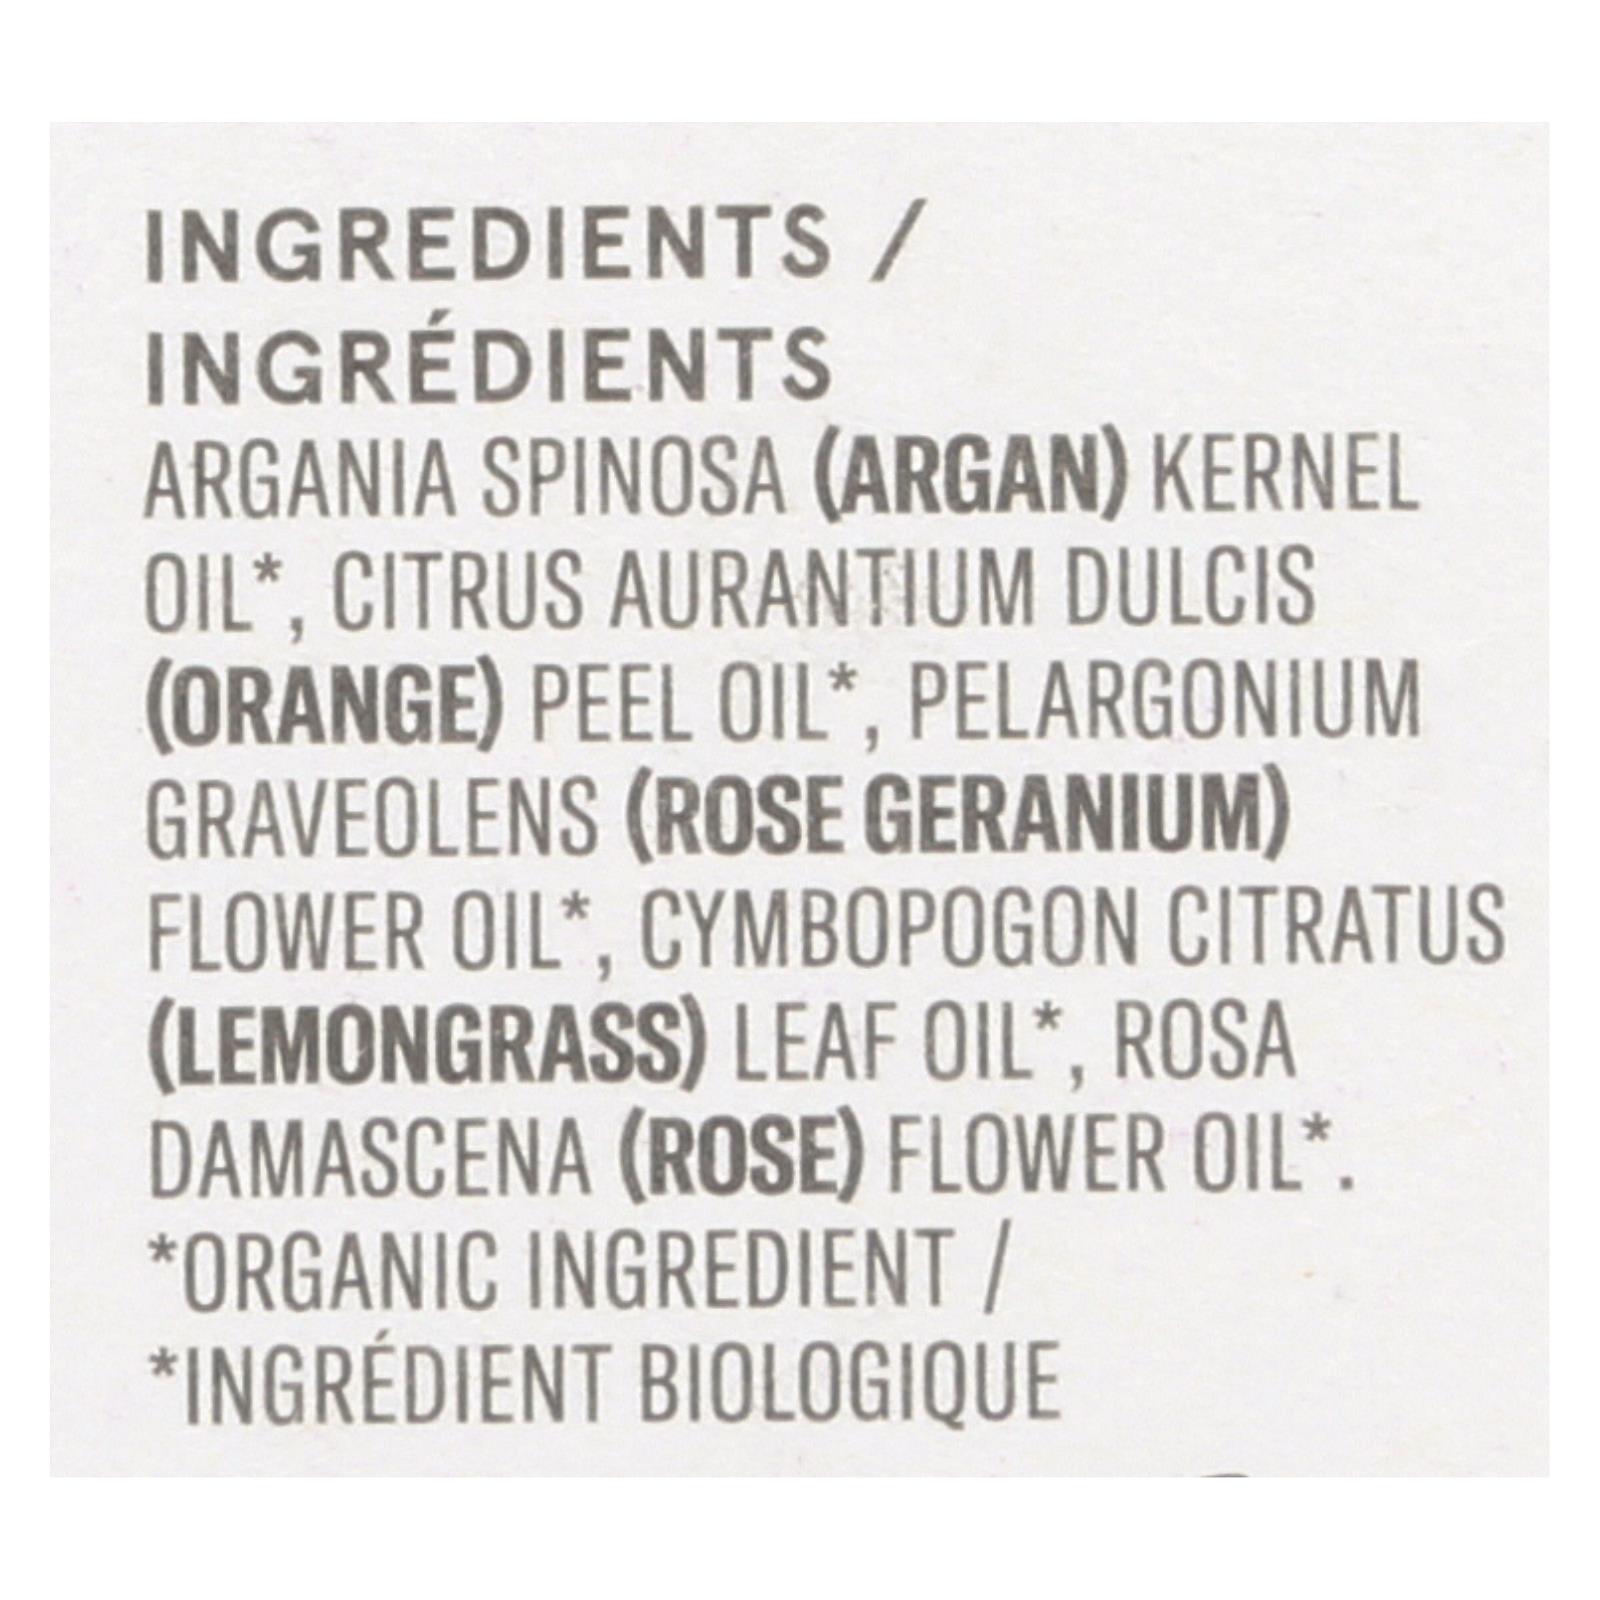 INGREDIENTS /
INGRÉDIENTS
ARGANIA SPINOSA (ARGAN) KERNEL
OIL*, CITRUS AURANTIUM DULCIS
(ORANGE) PEEL OIL*, PELARGONIUM
GRAVEOLENS (ROSE GERANIUM)
FLOWER OIL*, CYMBOPOGON CITRATUS
(LEMONGRASS) LEAF OIL*, ROSA
DAMASCENA (ROSE) FLOWER OIL*.
*ORGANIC INGREDIENT /
*INGRÉDIENT BIOLOGIQUE